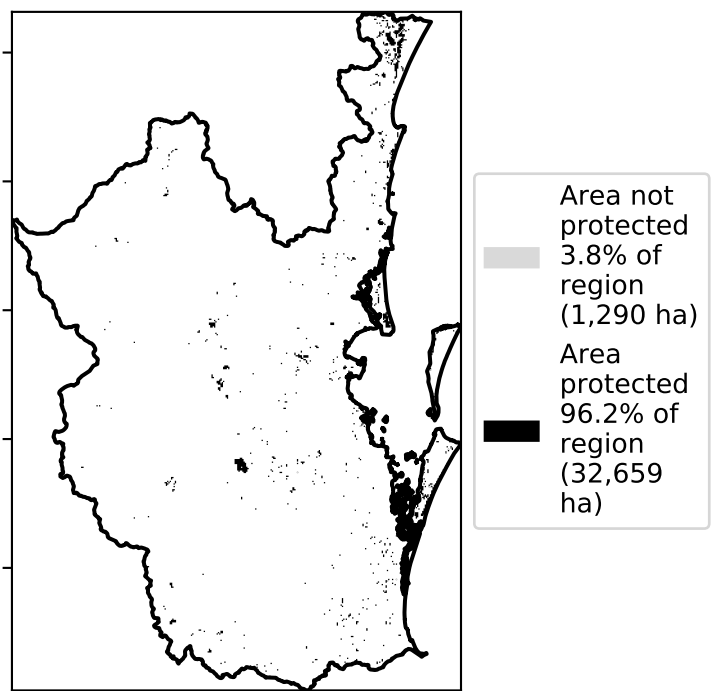 Area not
protected
3.8% of
region
(1,290 ha)
Area
protected
96.2% of
region
(32,659
ha)